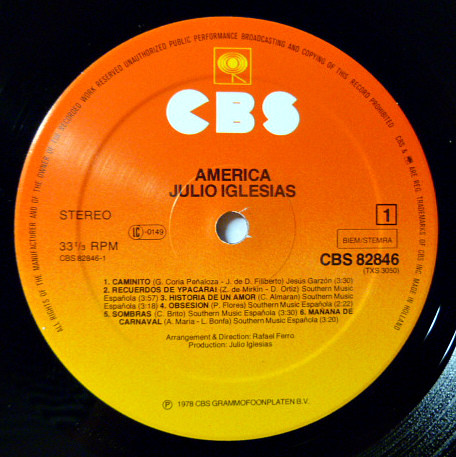 ALL RIGHTS OF THE MANUFACTURER AND OF THE OWNER OF THE RECORDED WORK RESERVED UNAUTHORIZED PUBLIC PERFORMANCE BROADCASTING AND COPYING OF THIS RECORD PROHIBITED
CBS & ARE REG. TRADEMARKS OF CBS INC. MADE IN HOLLAND
CBS
AMERICA
JULIO IGLESIAS
STEREO
LC-0149
1
33⅓ RPM
BIEM/STEMRA
CBS 82846-1
CBS 82846
(TXS 3050)
1. CAMINITO (G. Coria Pañaloza - J. de D. Filiberto) Jesus Garzón (3:30)
2. RECUERDOS DE YPACARAI (Z. de Mirkin - D. Ortiz) Southern Music
Española (3:57) 3. HISTORIA DE UN AMOR (C. Almaran) Southern Music
Española (3:18) 4. OBSESION (P. Flores) Southern Music Española (2:22)
5. SOMBRAS (C. Brito) Southern Music Española (3:30) 6. MAÑANA DE
CARNAVAL (A. Maria - L. Bonfa) Southern Music Española (3:20)
Arrangement & Direction: Rafael Ferro
Production: Julio Iglesias
℗ 1978 CBS GRAMMOFOONPLATEN B.V.